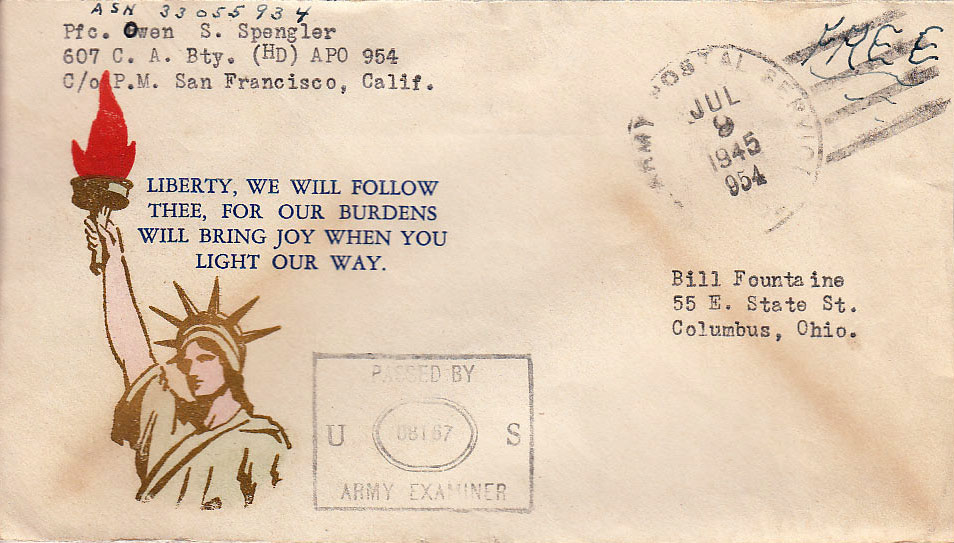 ASN 33055934
Pfc. Owen S. Spengler
607 C. A. Bty. (HD) APO 954
C/o P.M. San Francisco, Calif.
FREE
ARMY POSTAL SERVICE
JUL
9
1945
954
LIBERTY, WE WILL FOLLOW
THEE, FOR OUR BURDENS
WILL BRING JOY WHEN YOU
LIGHT OUR WAY.
Bill Fountaine
55 E. State St.
Columbus, Ohio.
PASSED BY
U S
ARMY EXAMINER